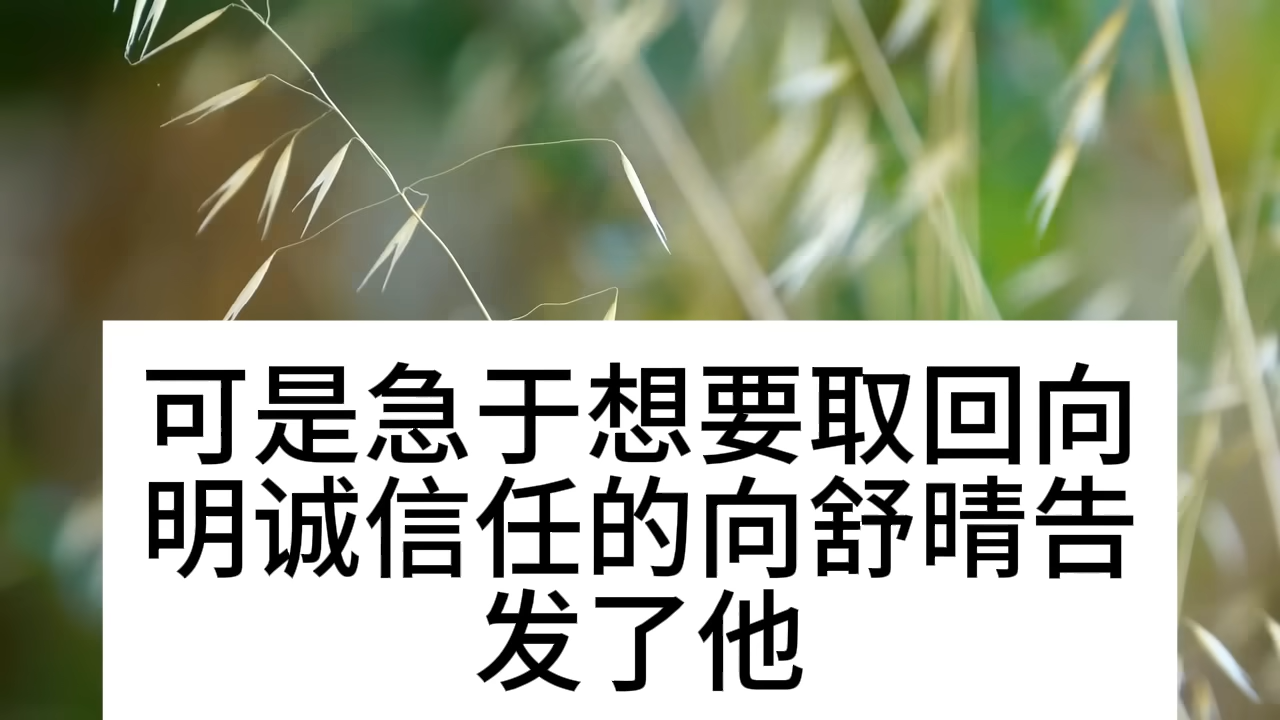 可是急于想要取回向
明诚信任的向舒晴告
发了他